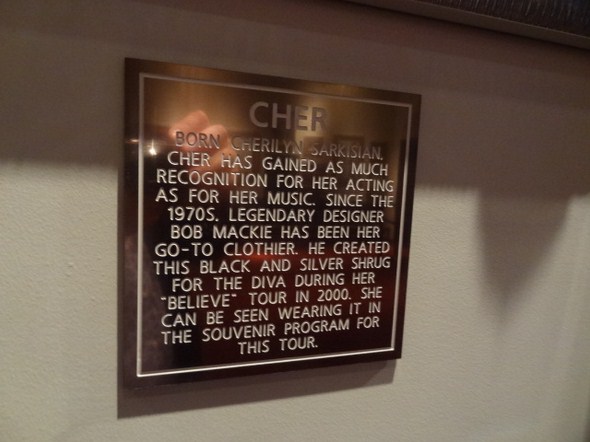 CHER
BORN CHERILYN SARKISIAN,
CHER HAS GAINED AS MUCH
RECOGNITION FOR HER ACTING
AS FOR HER MUSIC. SINCE THE
1970S, LEGENDARY DESIGNER
BOB MACKIE HAS BEEN HER
GO-TO CLOTHIER. HE CREATED
THIS BLACK AND SILVER SHRUG
FOR THE DIVA DURING HER
"BELIEVE" TOUR IN 2000. SHE
CAN BE SEEN WEARING IT IN
THE SOUVENIR PROGRAM FOR
THIS TOUR.